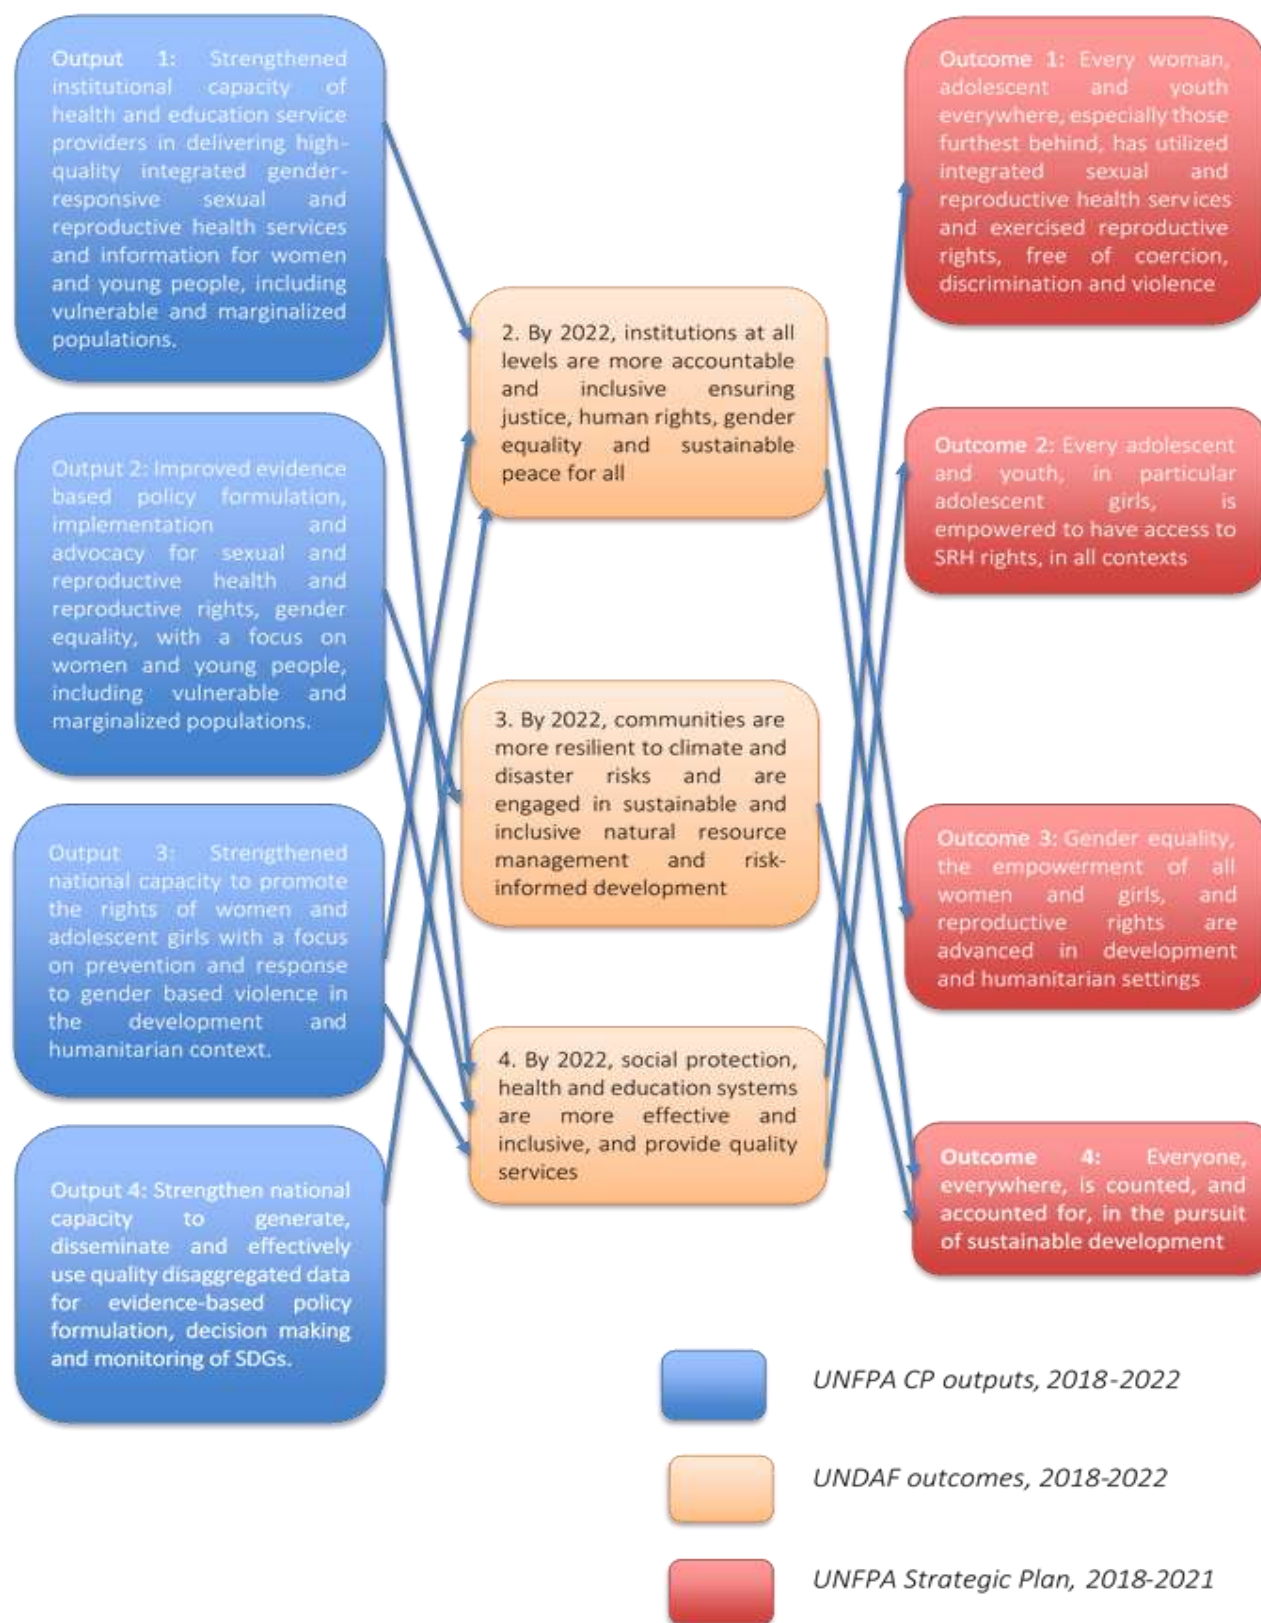 Output 1: Strengthened
institutional capacity of
health and education service
providers in delivering high-
quality integrated gender-
responsive sexual and
reproductive health services
and information for women
and young people, including
vulnerable and marginalized
populations.
Output 2: Improved evidence
based policy formulation,
implementation and
advocacy for sexual and
reproductive health and
reproductive rights, gender
equality, with a focus on
women and young people,
including vulnerable and
marginalized populations.
Output 3: Strengthened
national capacity to promote
the rights of women and
adolescent girls with a focus
on prevention and response
to gender based violence in
the development and
humanitarian context.
Output 4: Strengthen national
capacity to generate,
disseminate and effectively
use quality disaggregated data
for evidence-based policy
formulation, decision making
and monitoring of SDGs.
2. By 2022, institutions at all
levels are more accountable
and inclusive ensuring
justice, human rights, gender
equality and sustainable
peace for all
3. By 2022, communities are
more resilient to climate and
disaster risks and are
engaged in sustainable and
inclusive natural resource
management and risk-
informed development
4. By 2022, social protection,
health and education systems
are more effective and
inclusive, and provide quality
services
Outcome 1: Every woman,
adolescent and youth
everywhere, especially those
furthest behind, has utilized
integrated sexual and
reproductive health services
and exercised reproductive
rights, free of coercion,
discrimination and violence
Outcome 2: Every adolescent
and youth, in particular
adolescent girls, is
empowered to have access to
SRH rights, in all contexts
Outcome 3: Gender equality,
the empowerment of all
women and girls, and
reproductive rights are
advanced in development
and humanitarian settings
Outcome 4: Everyone,
everywhere, is counted, and
accounted for, in the pursuit
of sustainable development
UNFPA CP outputs, 2018-2022
UNDAF outcomes, 2018-2022
UNFPA Strategic Plan, 2018-2021